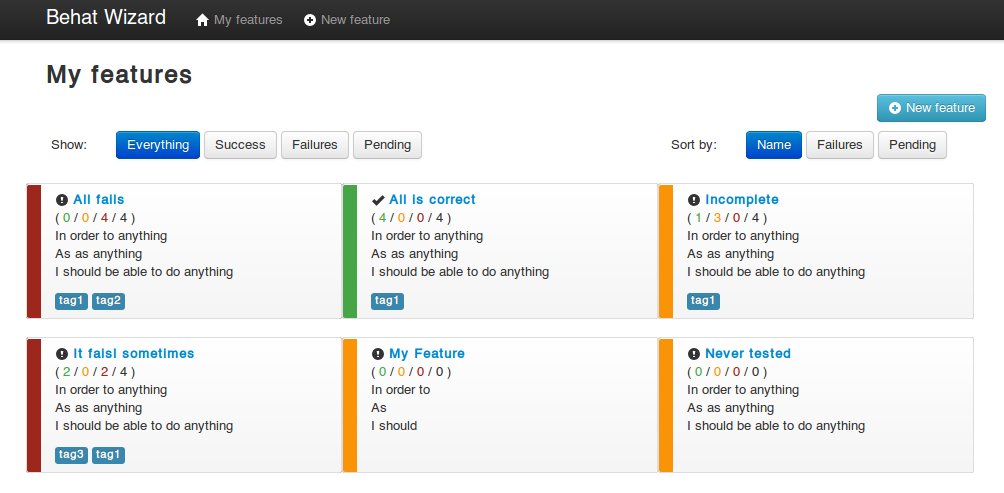 Behat Wizard My features New feature
My features
New feature
Show: Everything Success Failures Pending Sort by: Name Failures Pending
All fails
( 0 / 0 / 4 / 4 )
In order to anything
As as anything
I should be able to do anything
tag1 tag2
All is correct
( 4 / 0 / 0 / 4 )
In order to anything
As as anything
I should be able to do anything
tag1
Incomplete
( 1 / 3 / 0 / 4 )
In order to anything
As as anything
I should be able to do anything
tag1
It faisl sometimes
( 2 / 0 / 2 / 4 )
In order to anything
As as anything
I should be able to do anything
tag3 tag1
My Feature
( 0 / 0 / 0 / 0 )
In order to
As
I should
Never tested
( 0 / 0 / 0 / 0 )
In order to anything
As as anything
I should be able to do anything